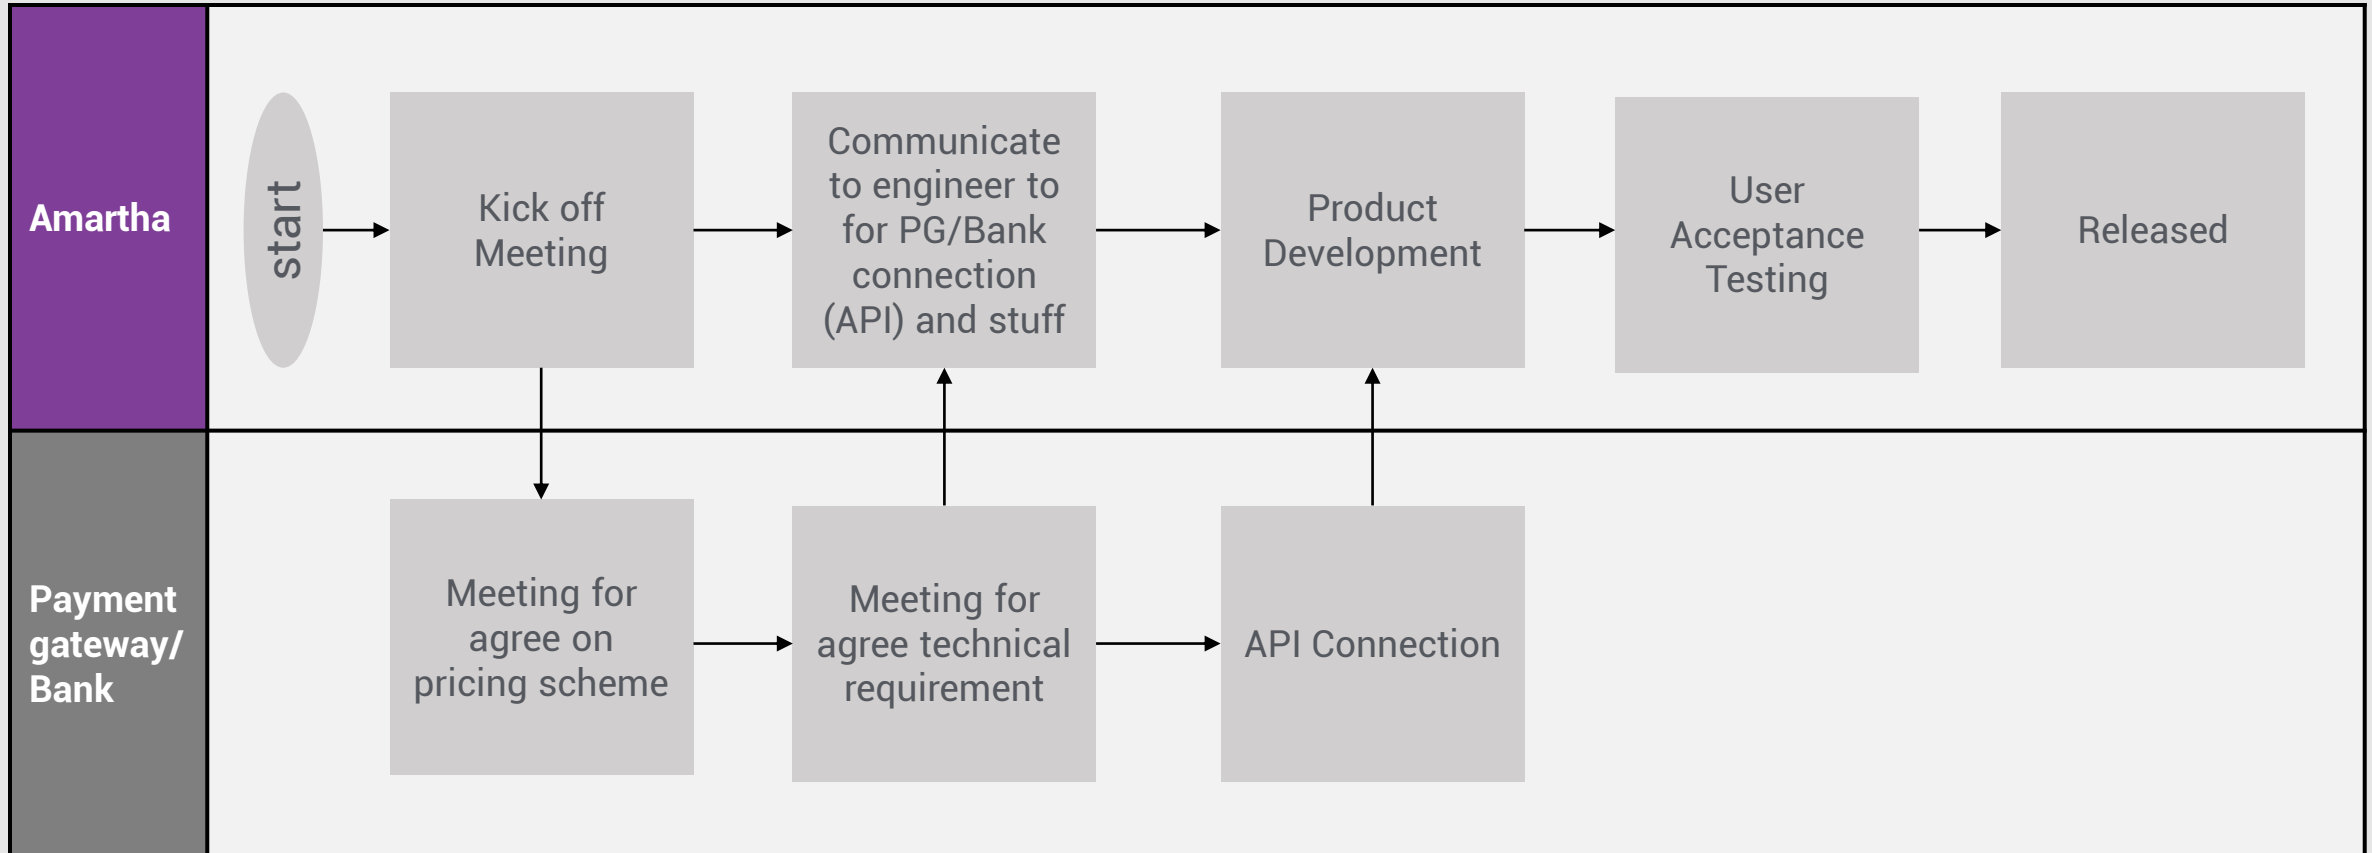 Amartha
start
Kick off
Meeting
Communicate
to engineer to
for PG/Bank
connection
(API) and stuff
Product
Development
User
Acceptance
Testing
Released
Payment
gateway/
Bank
Meeting for
agree on
pricing scheme
Meeting for
agree technical
requirement
API Connection